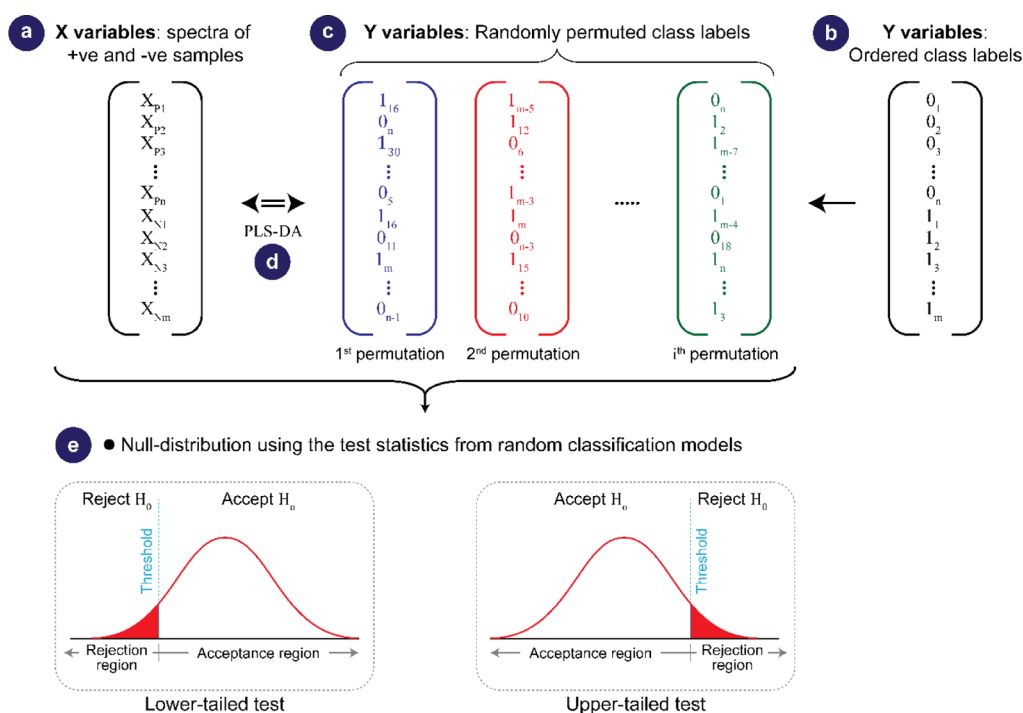 a X variables: spectra of
+ve and -ve samples
c Y variables: Randomly permuted class labels
b Y variables:
Ordered class labels
X_P1
X_P2
X_P3
⋮
X_Pn
X_N1
X_N2
X_N3
⋮
X_Nm
PLS-DA
d
1_16
0_n
1_30
⋮
0_5
1_16
0_11
1_m
⋮
0_n-1
1st permutation
1_m-5
1_12
0_6
⋮
1_m-3
1_m
0_n-3
1_15
⋮
0_10
2nd permutation
.....
0_n
1_2
1_m-7
⋮
0_1
1_m-4
0_18
1_n
⋮
1_3
ith permutation
0_1
0_2
0_3
⋮
0_n
1_1
1_2
1_3
⋮
1_m
e ● Null-distribution using the test statistics from random classification models
Reject H_0
Accept H_o
Threshold
Rejection
region
Acceptance region
Lower-tailed test
Accept H_o
Reject H_0
Threshold
Acceptance region
Rejection
region
Upper-tailed test